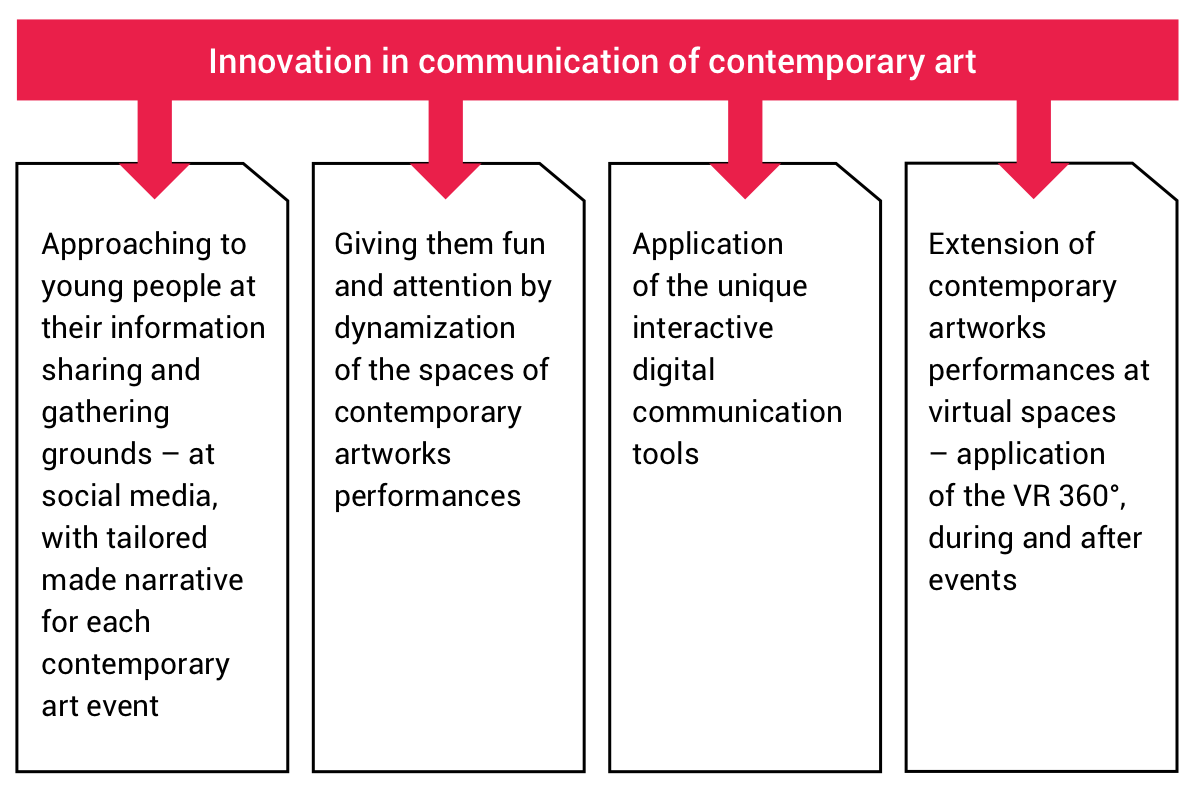 Innovation in communication of contemporary art
Approaching to
young people at
their information
sharing and
gathering
grounds – at
social media,
with tailored
made narrative
for each
contemporary
art event
Giving them fun
and attention by
dynamization
of the spaces of
contemporary
artworks
performances
Application
of the unique
interactive
digital
communication
tools
Extension of
contemporary
artworks
performances at
virtual spaces
– application
of the VR 360°,
during and after
events